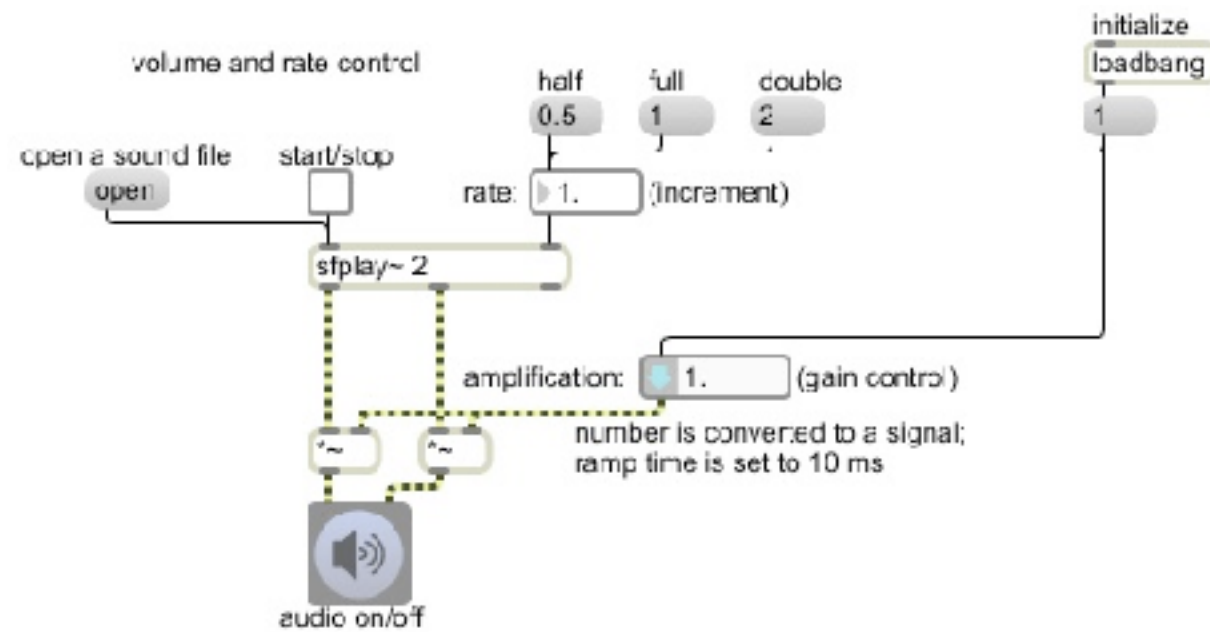 initialize
loadbang
1
volume and rate control
half
full
double
0.5
1
2
open a sound file
start/stop
open
rate:
1.
(increment)
sfplay~ 2
amplification:
1.
(gain control)
number is converted to a signal;
ramp time is set to 10 ms
*~
*~
audio on/off